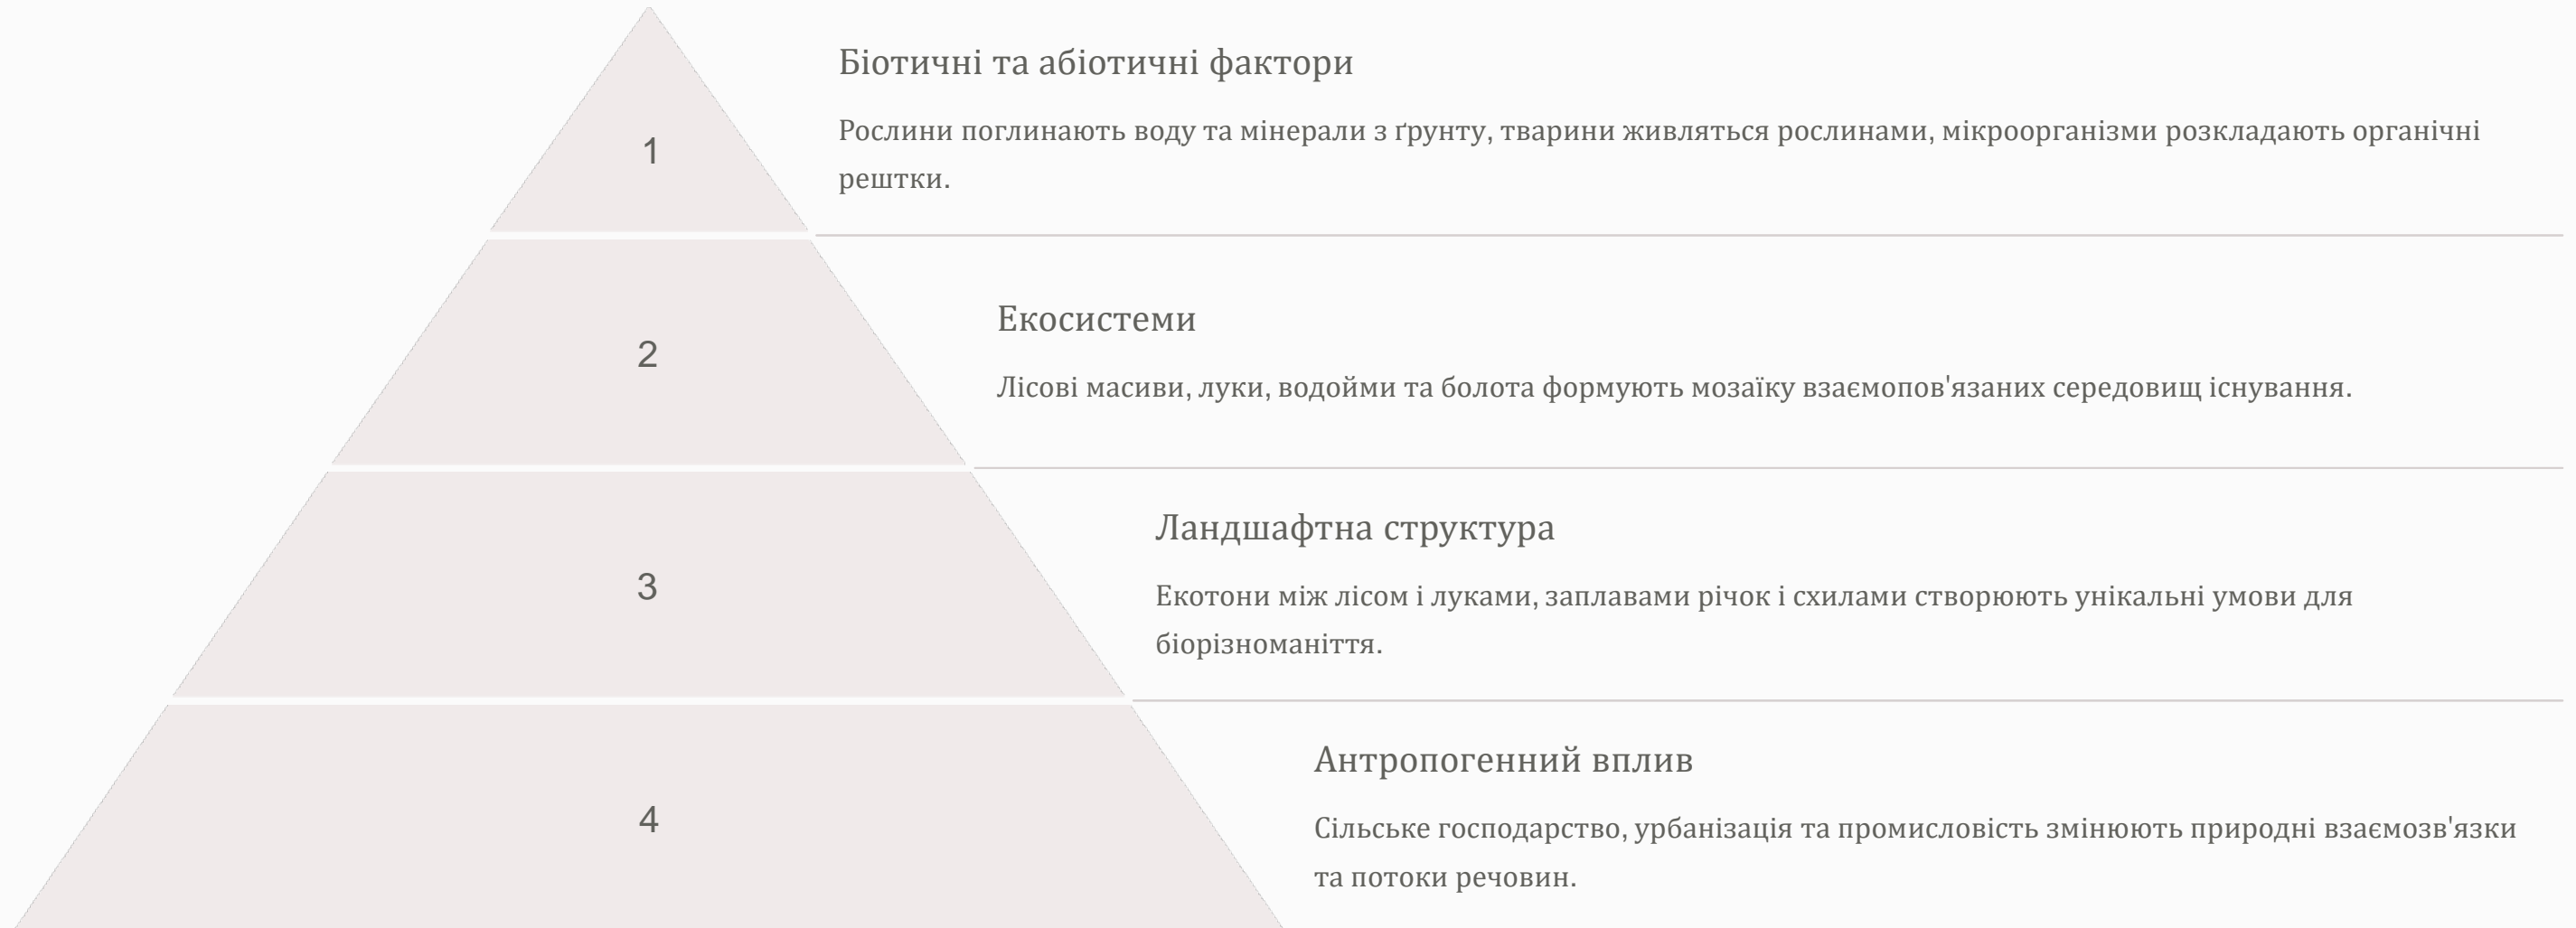 1
Біотичні та абіотичні фактори
Рослини поглинають воду та мінерали з ґрунту, тварини живляться рослинами, мікроорганізми розкладають органічні
рештки.
2
Екосистеми
Лісові масиви, луки, водойми та болота формують мозаїку взаємопов'язаних середовищ існування.
3
Ландшафтна структура
Екотони між лісом і луками, заплавами річок і схилами створюють унікальні умови для
біорізноманіття.
4
Антропогенний вплив
Сільське господарство, урбанізація та промисловість змінюють природні взаємозв'язки
та потоки речовин.